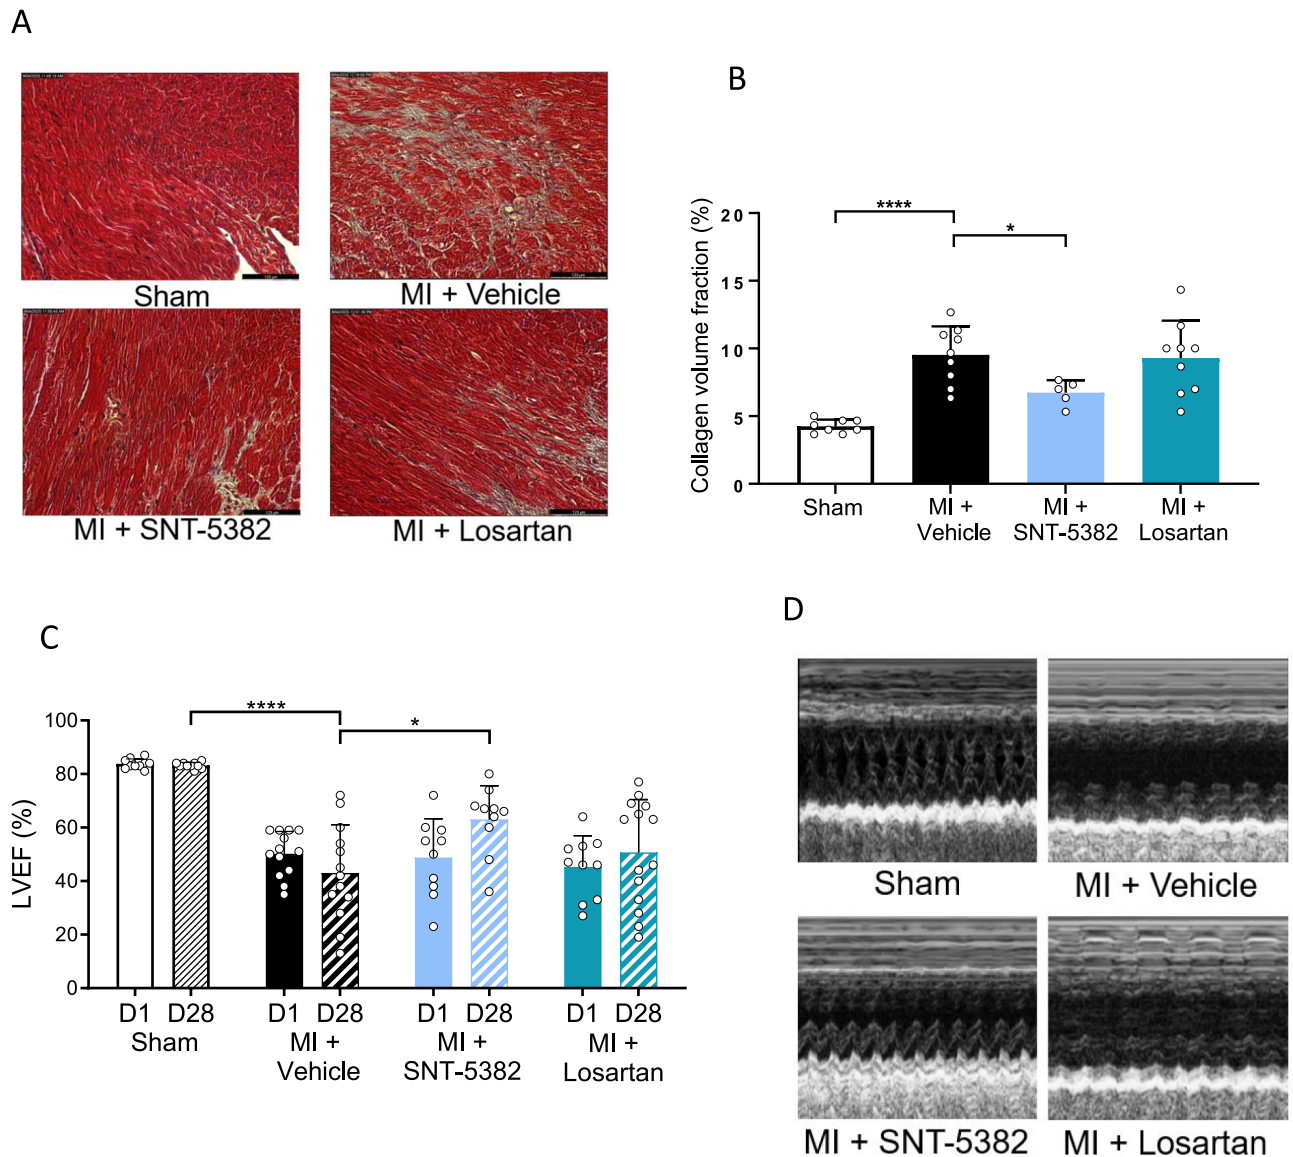 A
Sham
MI + Vehicle
MI + SNT-5382
MI + Losartan
B
Collagen volume fraction (%)
20
15
10
5
0
****
*
Sham
MI +
Vehicle
MI +
SNT-5382
MI +
Losartan
C
LVEF (%)
100
80
60
40
20
0
****
*
D1
D28
D1
D28
D1
D28
D1
D28
Sham
MI +
Vehicle
MI +
SNT-5382
MI +
Losartan
D
Sham
MI + Vehicle
MI + SNT-5382
MI + Losartan